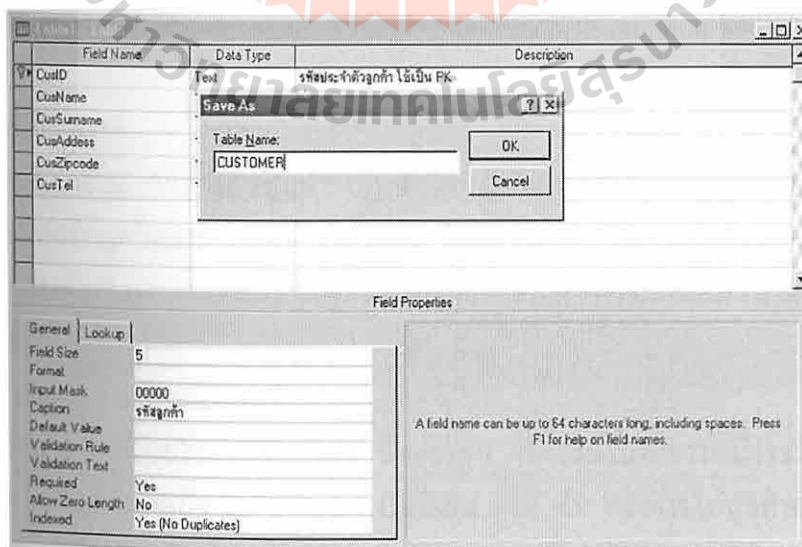 Table1 : Table
Field Name Data Type Description
CusID Text รหัสประจำตัวลูกค้า ใช้เป็น PK
CusName
CusSurname
CusAddess
CusZipcode
CusTel
Save As
Table Name:
CUSTOMER
OK
Cancel
Field Properties
General Lookup
Field Size 5
Format
Input Mask 00000
Caption รหัสลูกค้า
Default Value
Validation Rule
Validation Text
Required Yes
Allow Zero Length No
Indexed Yes (No Duplicates)
A field name can be up to 64 characters long, including spaces. Press
F1 for help on field names.